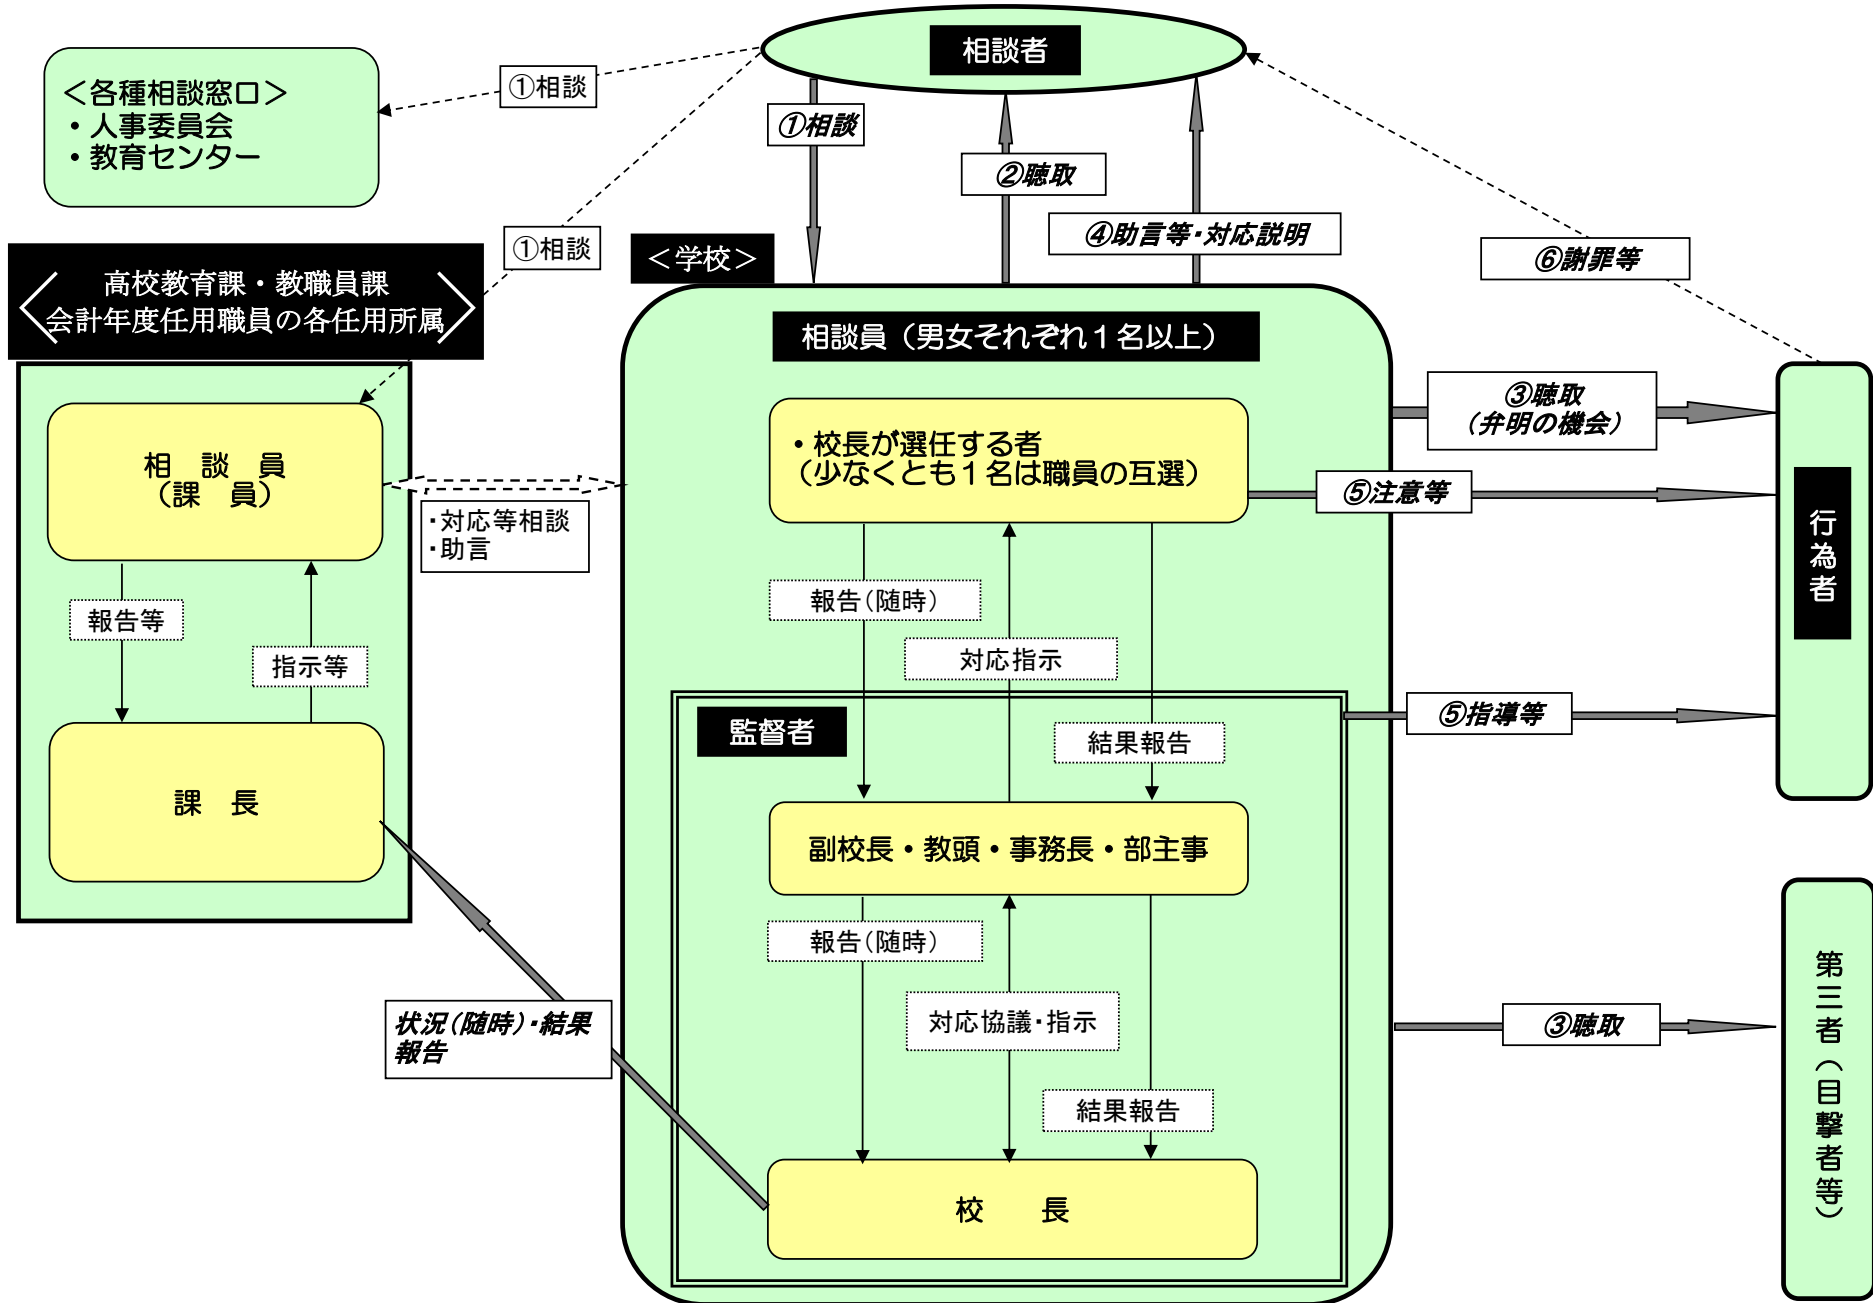 相談者
＜各種相談窓口＞
・人事委員会
・教育センター
①相談
①相談
②聴取
④助言等・対応説明
①相談
⑥謝罪等
＜学校＞
高校教育課・教職員課
会計年度任用職員の各任用所属
相談員（男女それぞれ１名以上）
相　談　員
（課　員）
・校長が選任する者
（少なくとも１名は職員の互選）
③聴取
（弁明の機会）
⑤注意等
・対応等相談
・助言
行為者
報告等
指示等
報告（随時）
対応指示
結果報告
監督者
⑤指導等
課　長
副校長・教頭・事務長・部主事
報告（随時）
対応協議・指示
結果報告
状況（随時）・結果
報告
③聴取
第三者（目撃者等）
校　　長